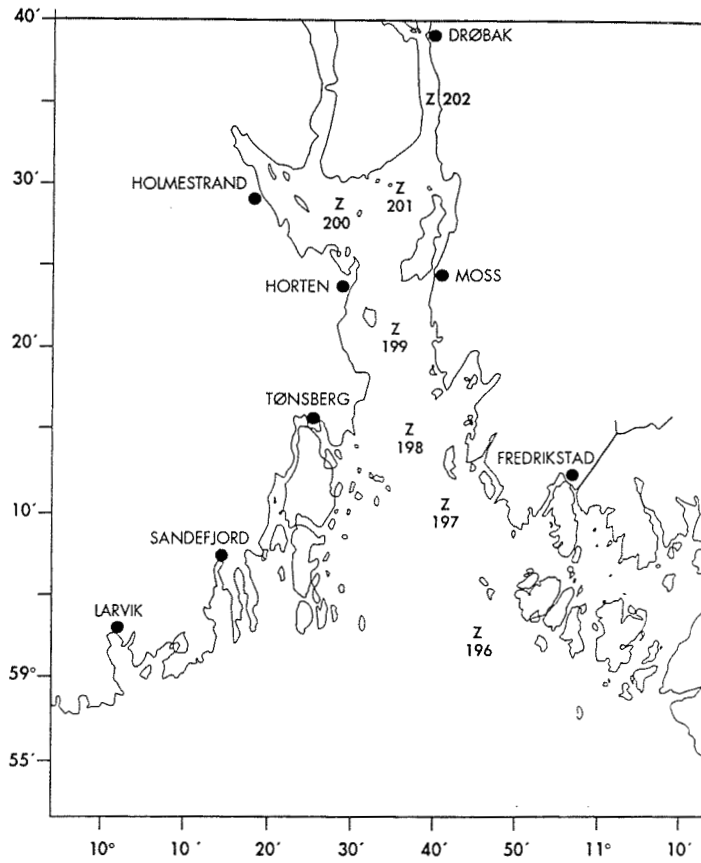 40´
DRØBAK
Z 202
30´
HOLMESTRAND
Z
201
Z
200
HORTEN
MOSS
20´
Z
199
TØNSBERG
Z
198
FREDRIKSTAD
10´
Z
197
SANDEFJORD
LARVIK
Z
196
59°
55´
10° 10´ 20´ 30´ 40´ 50´ 11° 10´